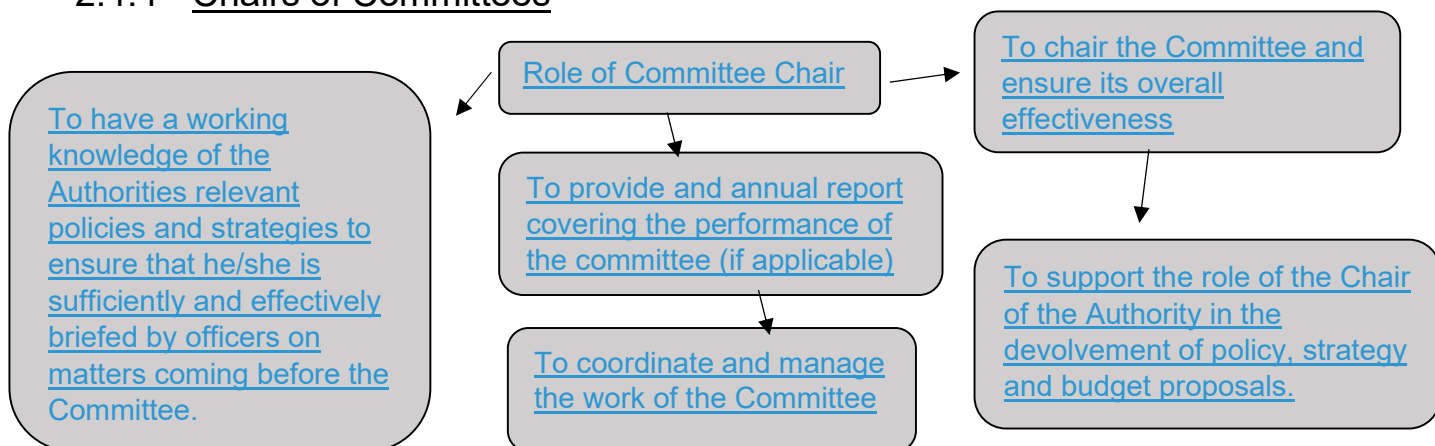 2.4.4 Chairs of Committees
Role of Committee Chair
To chair the Committee and
ensure its overall
effectiveness
To have a working
knowledge of the
Authorities relevant
policies and strategies to
ensure that he/she is
sufficiently and effectively
briefed by officers on
matters coming before the
Committee.
To provide and annual report
covering the performance of
the committee (if applicable)
To coordinate and manage
the work of the Committee
To support the role of the Chair
of the Authority in the
devolvement of policy, strategy
and budget proposals.